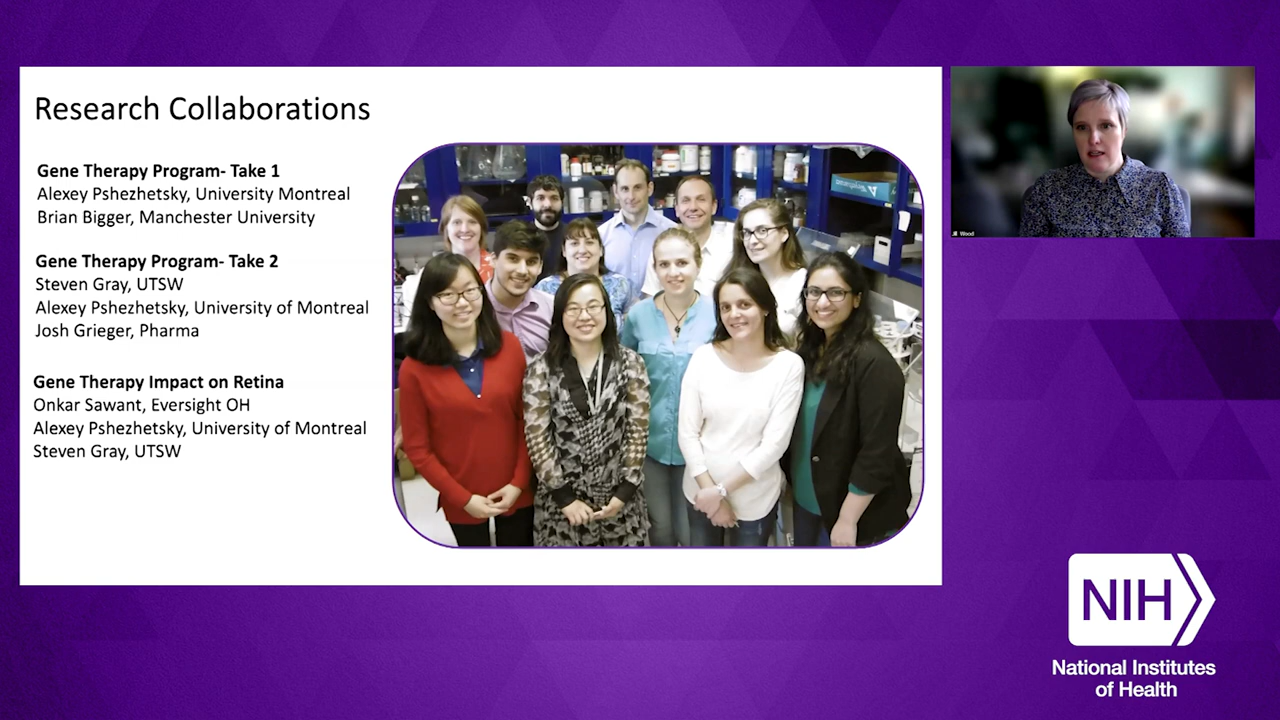 Research Collaborations
Gene Therapy Program- Take 1
Alexey Pshezhetsky, University Montreal
Brian Bigger, Manchester University
Gene Therapy Program- Take 2
Steven Gray, UTSW
Alexey Pshezhetsky, University of Montreal
Josh Grieger, Pharma
Gene Therapy Impact on Retina
Onkar Sawant, Eversight OH
Alexey Pshezhetsky, University of Montreal
Steven Gray, UTSW
Wood
NIH
National Institutes
of Health